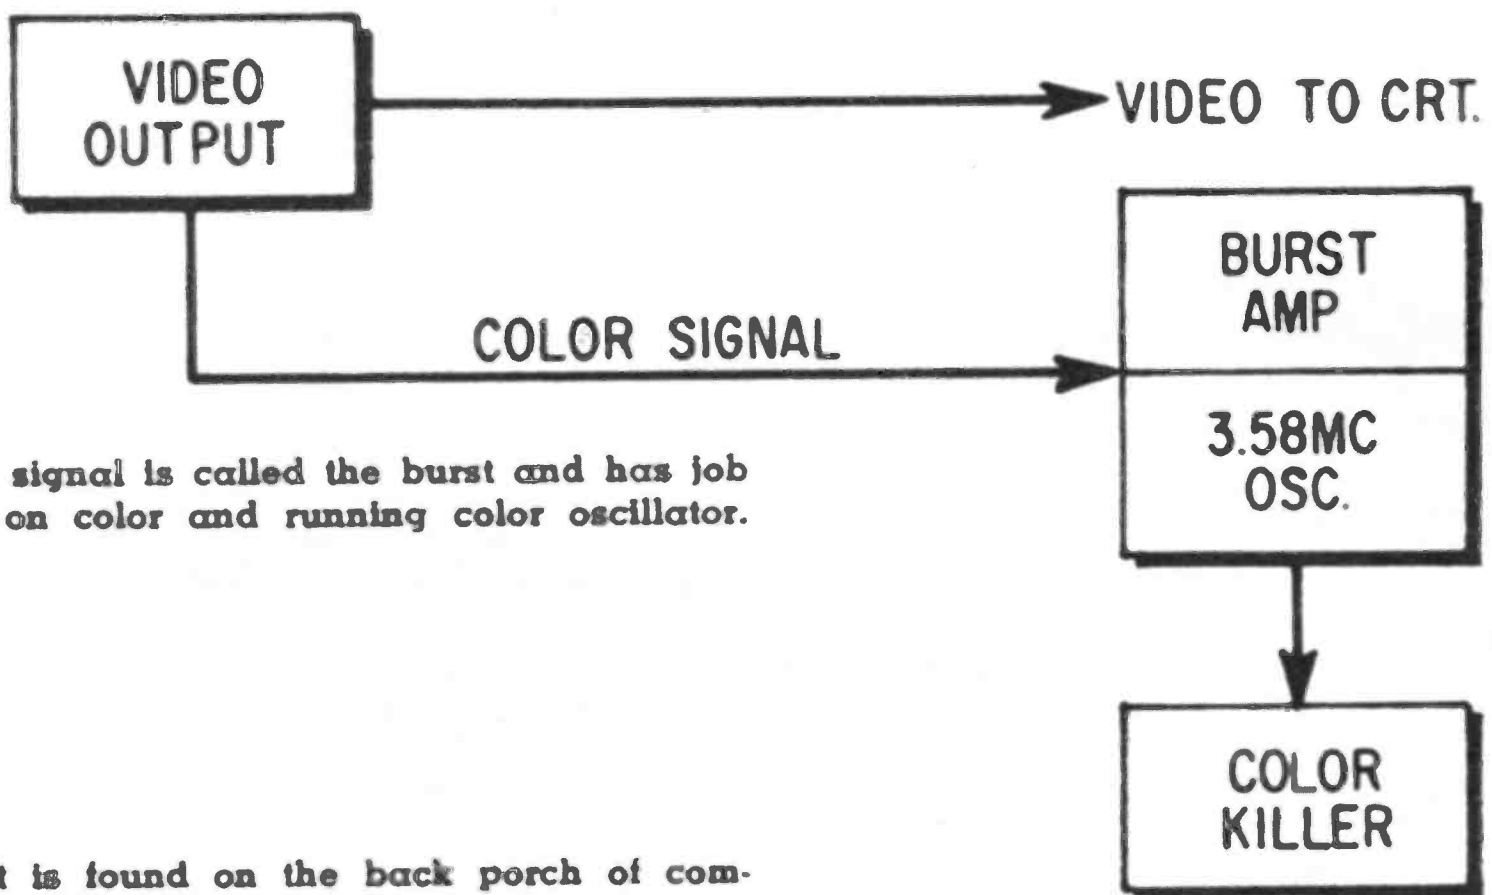 VIDEO
OUTPUT
VIDEO TO CRT.
BURST
AMP
COLOR SIGNAL
3.58MC
OSC.
signal is called the burst and has job
on color and running color oscillator.
COLOR
KILLER
is found on the back porch of com-